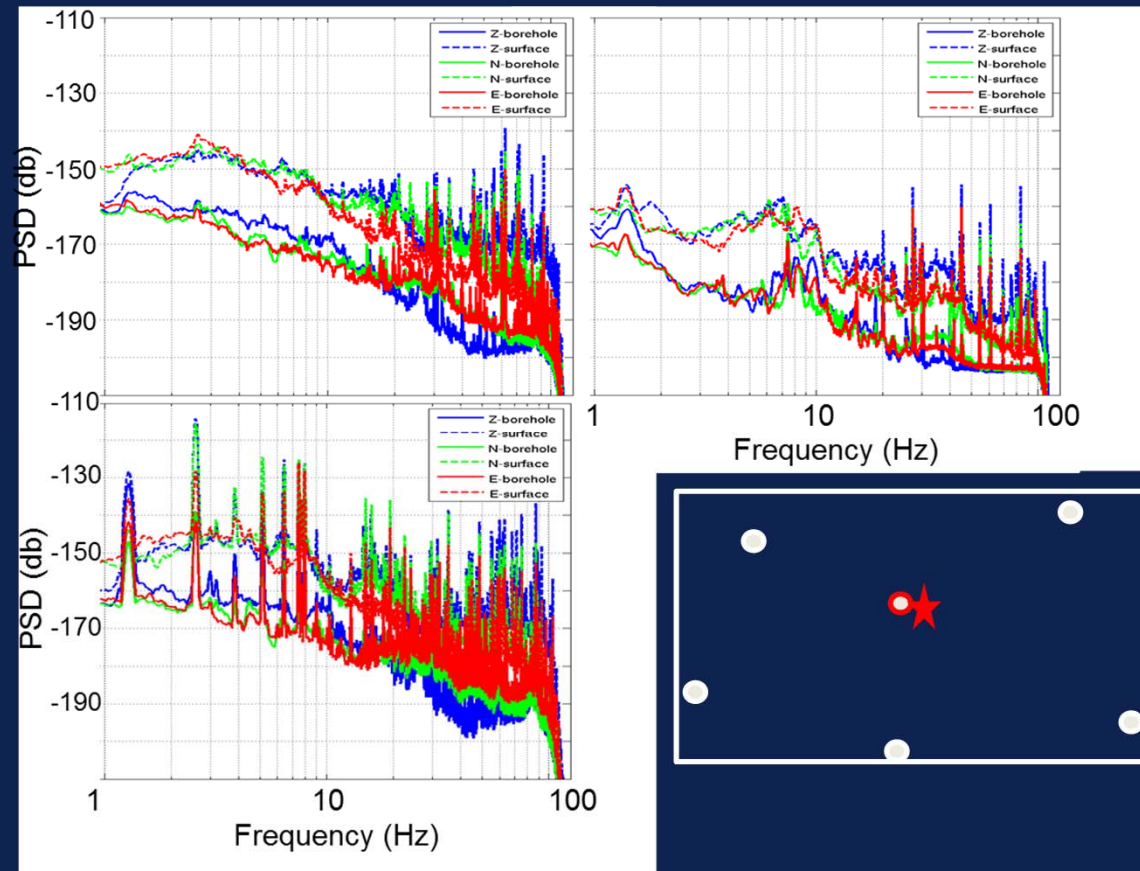 -110
-130
-150
-170
-190
PSD (db)
Z-borehole
Z-surface
N-borehole
N-surface
E-borehole
E-surface
Z-borehole
Z-surface
N-borehole
N-surface
E-borehole
E-surface
1
10
100
Frequency (Hz)
-110
-130
-150
-170
-190
PSD (db)
Z-borehole
Z-surface
N-borehole
N-surface
E-borehole
E-surface
1
10
100
Frequency (Hz)